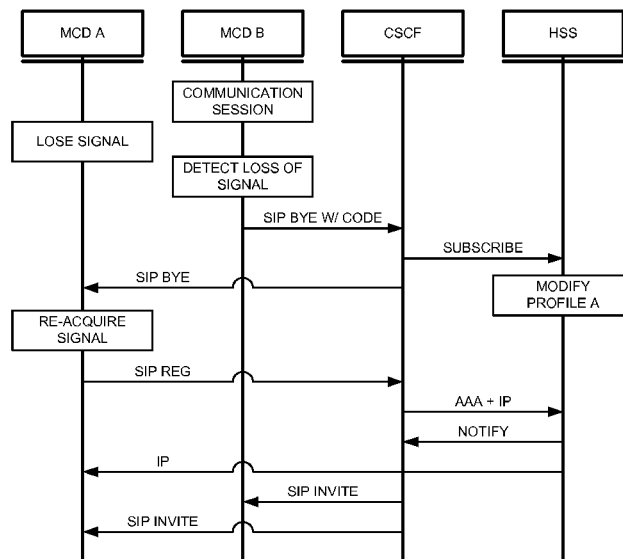 MCD A
MCD B
CSCF
HSS
COMMUNICATION
SESSION
LOSE SIGNAL
DETECT LOSS OF
SIGNAL
SIP BYE W/ CODE
SUBSCRIBE
SIP BYE
MODIFY
PROFILE A
RE-ACQUIRE
SIGNAL
SIP REG
AAA + IP
NOTIFY
IP
SIP INVITE
SIP INVITE